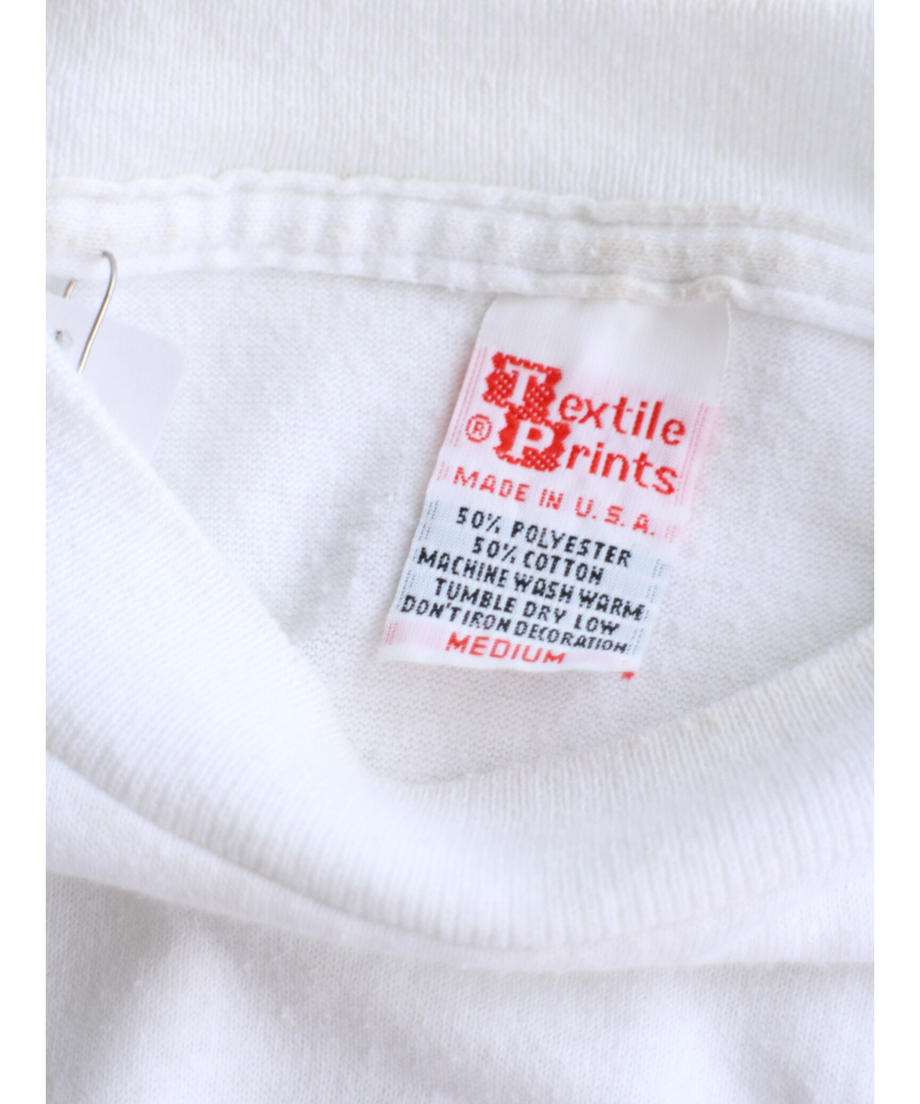 Textile
® Prints
MADE IN U.S.A.
50% POLYESTER
50% COTTON
MACHINE WASH WARM
TUMBLE DRY LOW
DON'T IRON DECORATION
MEDIUM